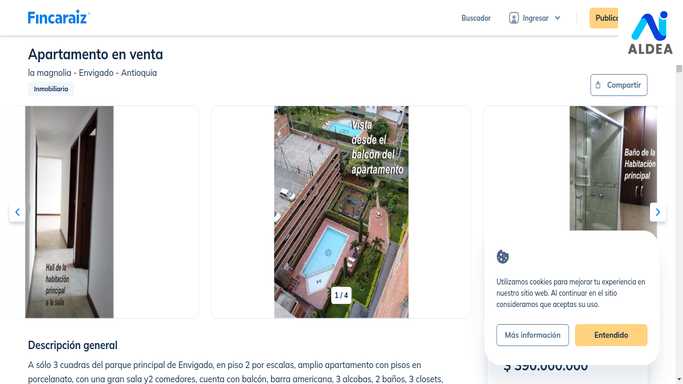 Fincaraiz
Buscador
Ingresar
Public
ALDEA
Apartamento en venta
la magnolia - Envigado - Antioquia
Inmobiliario
Compartir
Hall de la
habitación
principal
a la sala
Vista
desde el
balcón del
apartamento
1 / 4
Baño de la
Habitación
principal
Utilizamos cookies para mejorar tu experiencia en
nuestro sitio web. Al continuar en el sitio
consideramos que aceptas su uso.
Más información
Entendido
$ 390.000.000
Descripción general
A sólo 3 cuadras del parque principal de Envigado, en piso 2 por escalas, amplio apartamento con pisos en
porcelanato, con una gran sala y2 comedores, cuenta con balcón, barra americana, 3 alcobas, 2 baños, 3 closets,